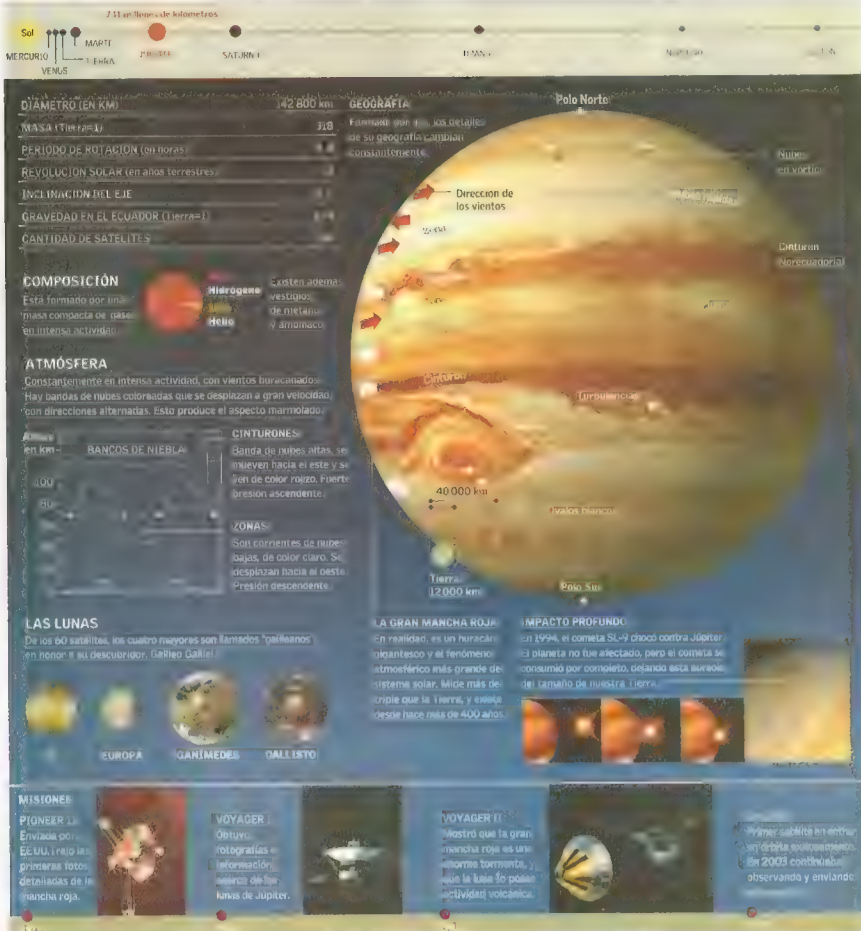 Sol
MERCURIO
VENUS
TIERRA
MARTE
SATURNO
DIÁMETRO (EN KM) 142 800 km
MASA (Tierra=1) 318
PERIODO DE ROTACIÓN (en horas)
REVOLUCIÓN SOLAR (en años terrestres)
INCLINACIÓN DEL EJE
GRAVEDAD EN EL ECUADOR (Tierra=1)
CANTIDAD DE SATÉLITES
GEOGRAFÍA
Formada por gas, los detalles
de su geografía cambian
constantemente.
Polo Norte
Nubes
en vórtice
Dirección de
los vientos
Cinturón
Norecuatorial
Cinturón
Turbulencias
40 000 km
Óvalos blancos
Tierra
12 000 km
Polo Sur
COMPOSICIÓN
Está formado por una
masa compacta de gases
en intensa actividad.
Hidrógeno
Helio
Existen además
vestigios
de metano
y amoníaco.
ATMÓSFERA
Constantemente en intensa actividad, con vientos huracanados.
Hay bandas de nubes coloreadas que se desplazan a gran velocidad,
con direcciones alternadas. Esto produce el aspecto marmolado.
en km
BANCOS DE NIEBLA
100
CINTURONES
Banda de nubes altas, se
mueven hacia el este y
de color rojizo. Fuerte
presión ascendente.
ZONAS
Son corrientes de nubes
bajas, de color claro. Se
desplazan hacia el oeste.
Presión descendente.
LAS LUNAS
De los 60 satélites, los cuatro mayores son llamados "galileanos"
en honor a su descubridor, Galileo Galilei.
EUROPA
GANÍMEDES
CALLISTO
LA GRAN MANCHA ROJA
En realidad, es un huracán
gigantesco y el fenómeno
atmosférico más grande del
sistema solar. Mide más del
triple que la Tierra, y existe
desde hace más de 400 años.
IMPACTO PROFUNDO
En 1994, el cometa SL-9 chocó contra Júpiter.
El planeta no fue afectado, pero el cometa se
consumió por completo, dejando esta aureola
del tamaño de nuestra Tierra.
MISIONES
PIONEER
Enviada por
EE.UU. Trajo las
primeras fotos
detalladas de la
mancha roja.
VOYAGER I
Obtuvo
fotografías e
información
acerca de las
lunas de Júpiter.
VOYAGER II
Mostró que la gran
mancha roja es una
enorme tormenta,
que la luna Ío posee
actividad volcánica.
Primer satélite en entrar
en órbita exitosamente.
En 2003 continuaba
observando y enviando